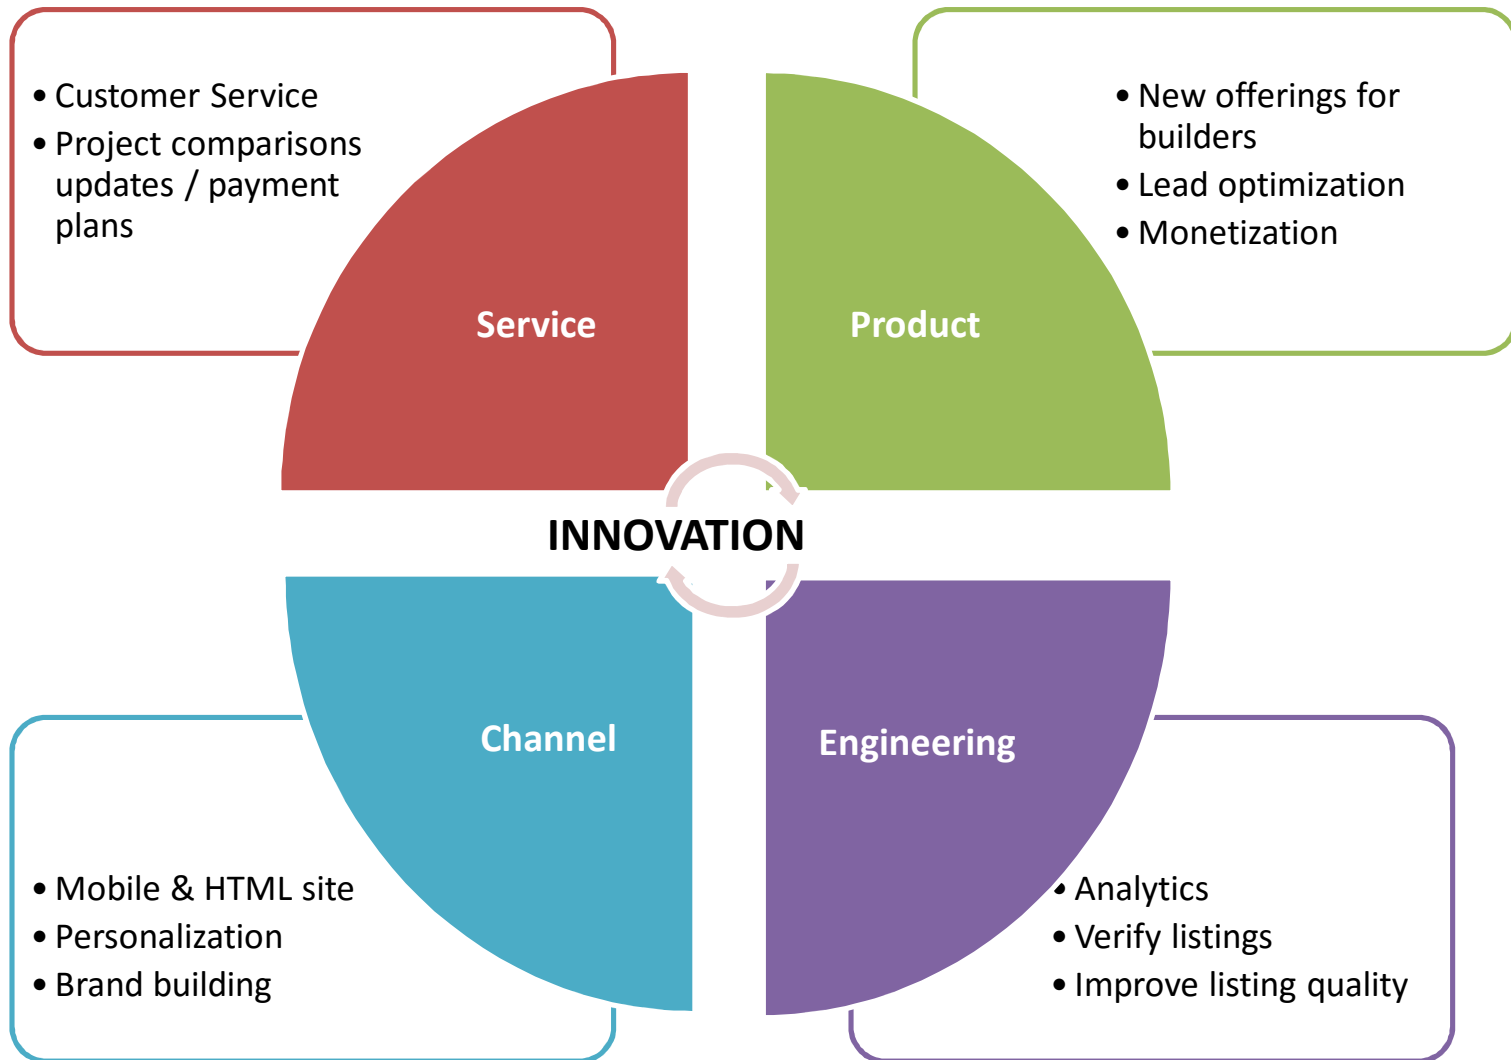 • Customer Service
• Project comparisons
updates / payment
plans
• New offerings for
builders
• Lead optimization
• Monetization
Service
Product
INNOVATION
Channel
Engineering
• Mobile & HTML site
• Personalization
• Brand building
• Analytics
• Verify listings
• Improve listing quality